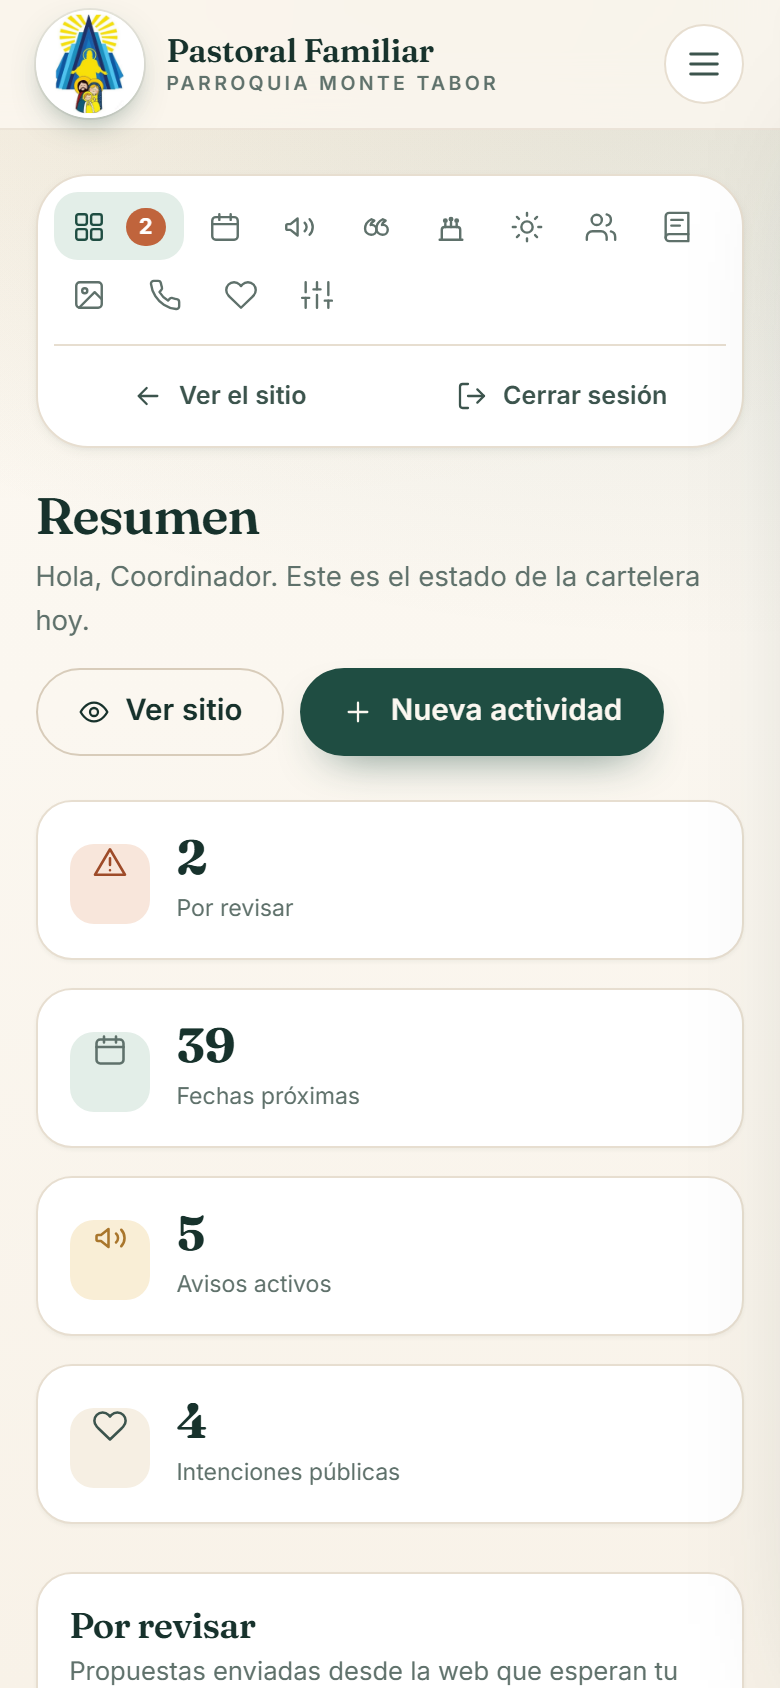 Pastoral Familiar
PARROQUIA MONTE TABOR
2
Ver el sitio
Cerrar sesión
Resumen
Hola, Coordinador. Este es el estado de la cartelera
hoy.
Ver sitio
Nueva actividad
2
Por revisar
39
Fechas próximas
5
Avisos activos
4
Intenciones públicas
Por revisar
Propuestas enviadas desde la web que esperan tu